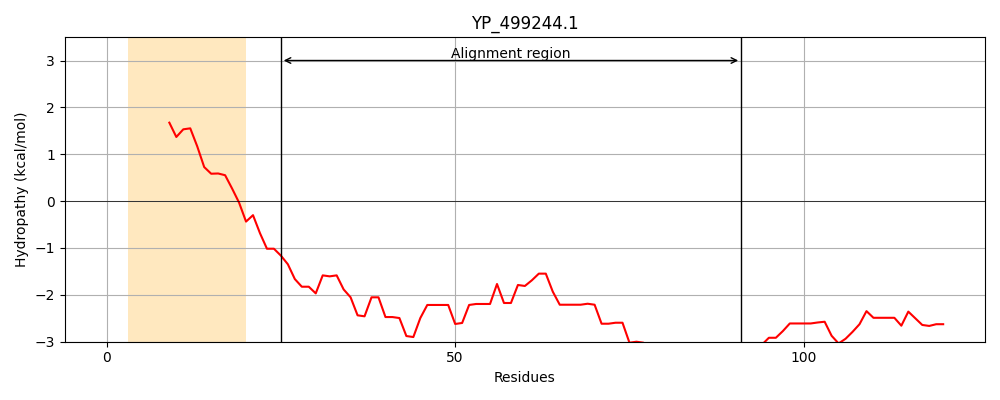 YP_499244.1
Alignment region
Hydropathy (kcal/mol)
3
2
1
0
−1
−2
−3
0
50
100
Residues